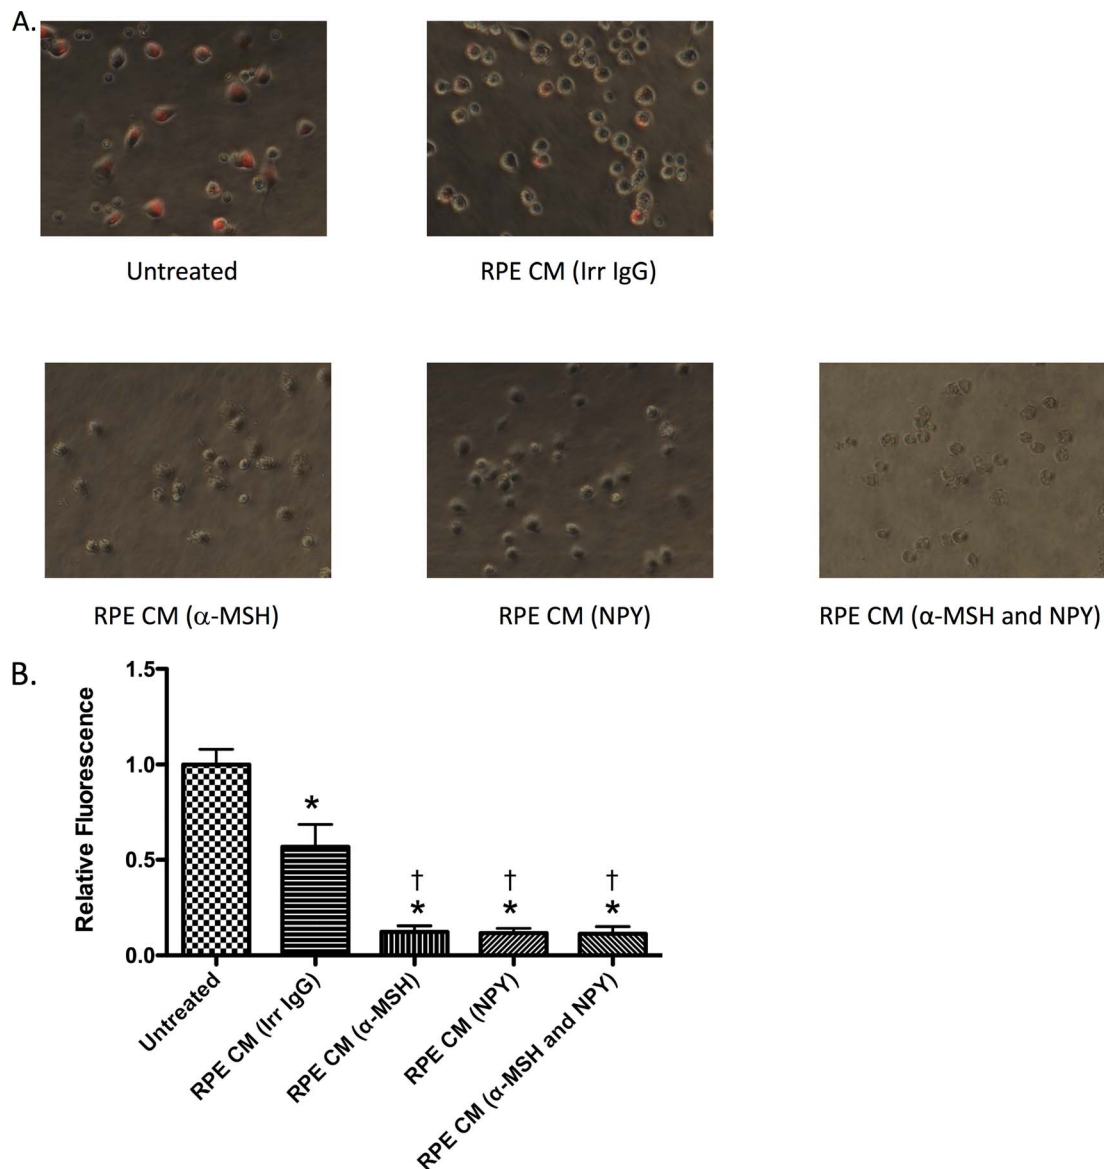 A.
Untreated
RPE CM (Irr IgG)
RPE CM (α-MSH)
RPE CM (NPY)
RPE CM (α-MSH and NPY)
B.
Relative Fluorescence
1.5
1.0
0.5
0.0
*
† † †
* * *
Untreated
RPE CM (Irr IgG)
RPE CM (α-MSH)
RPE CM (NPY)
RPE CM (α-MSH and NPY)